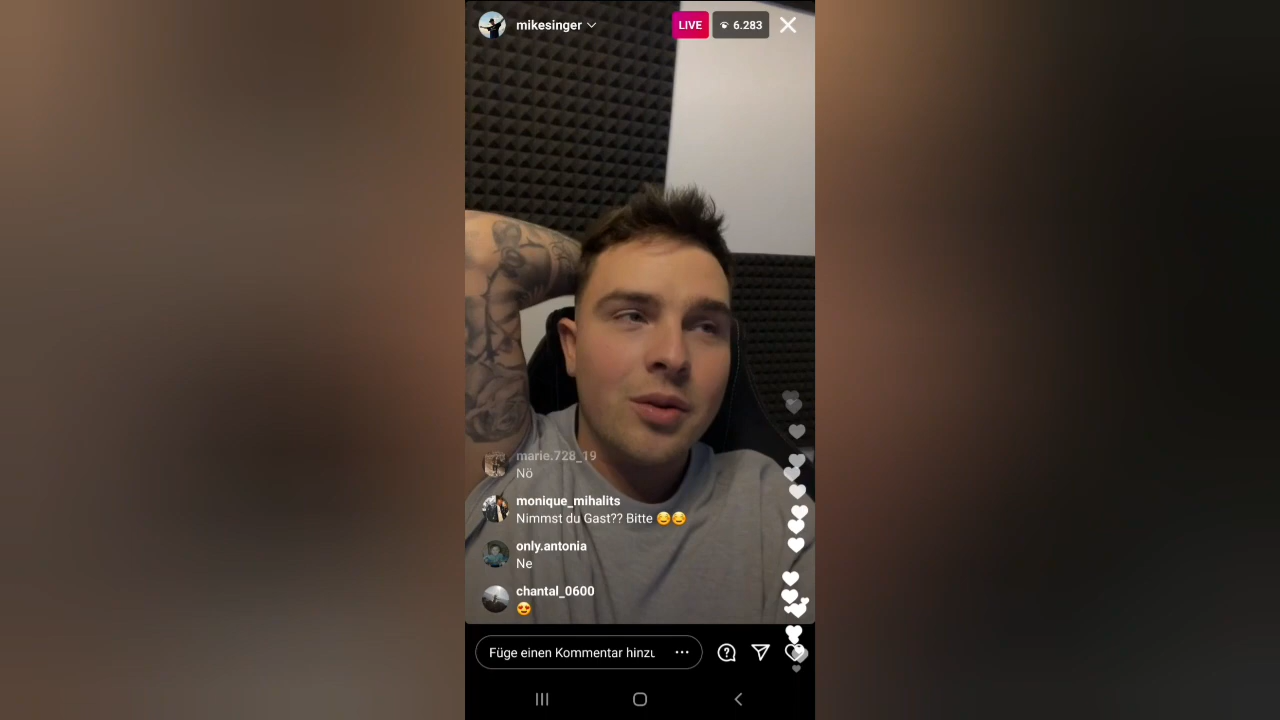 mikesinger
LIVE
6.283
marie.728_19
Nö
monique_mihalits
Nimmst du Gast?? Bitte 😅😅
only.antonia
Ne
chantal_0600
😍
Füge einen Kommentar hinzu